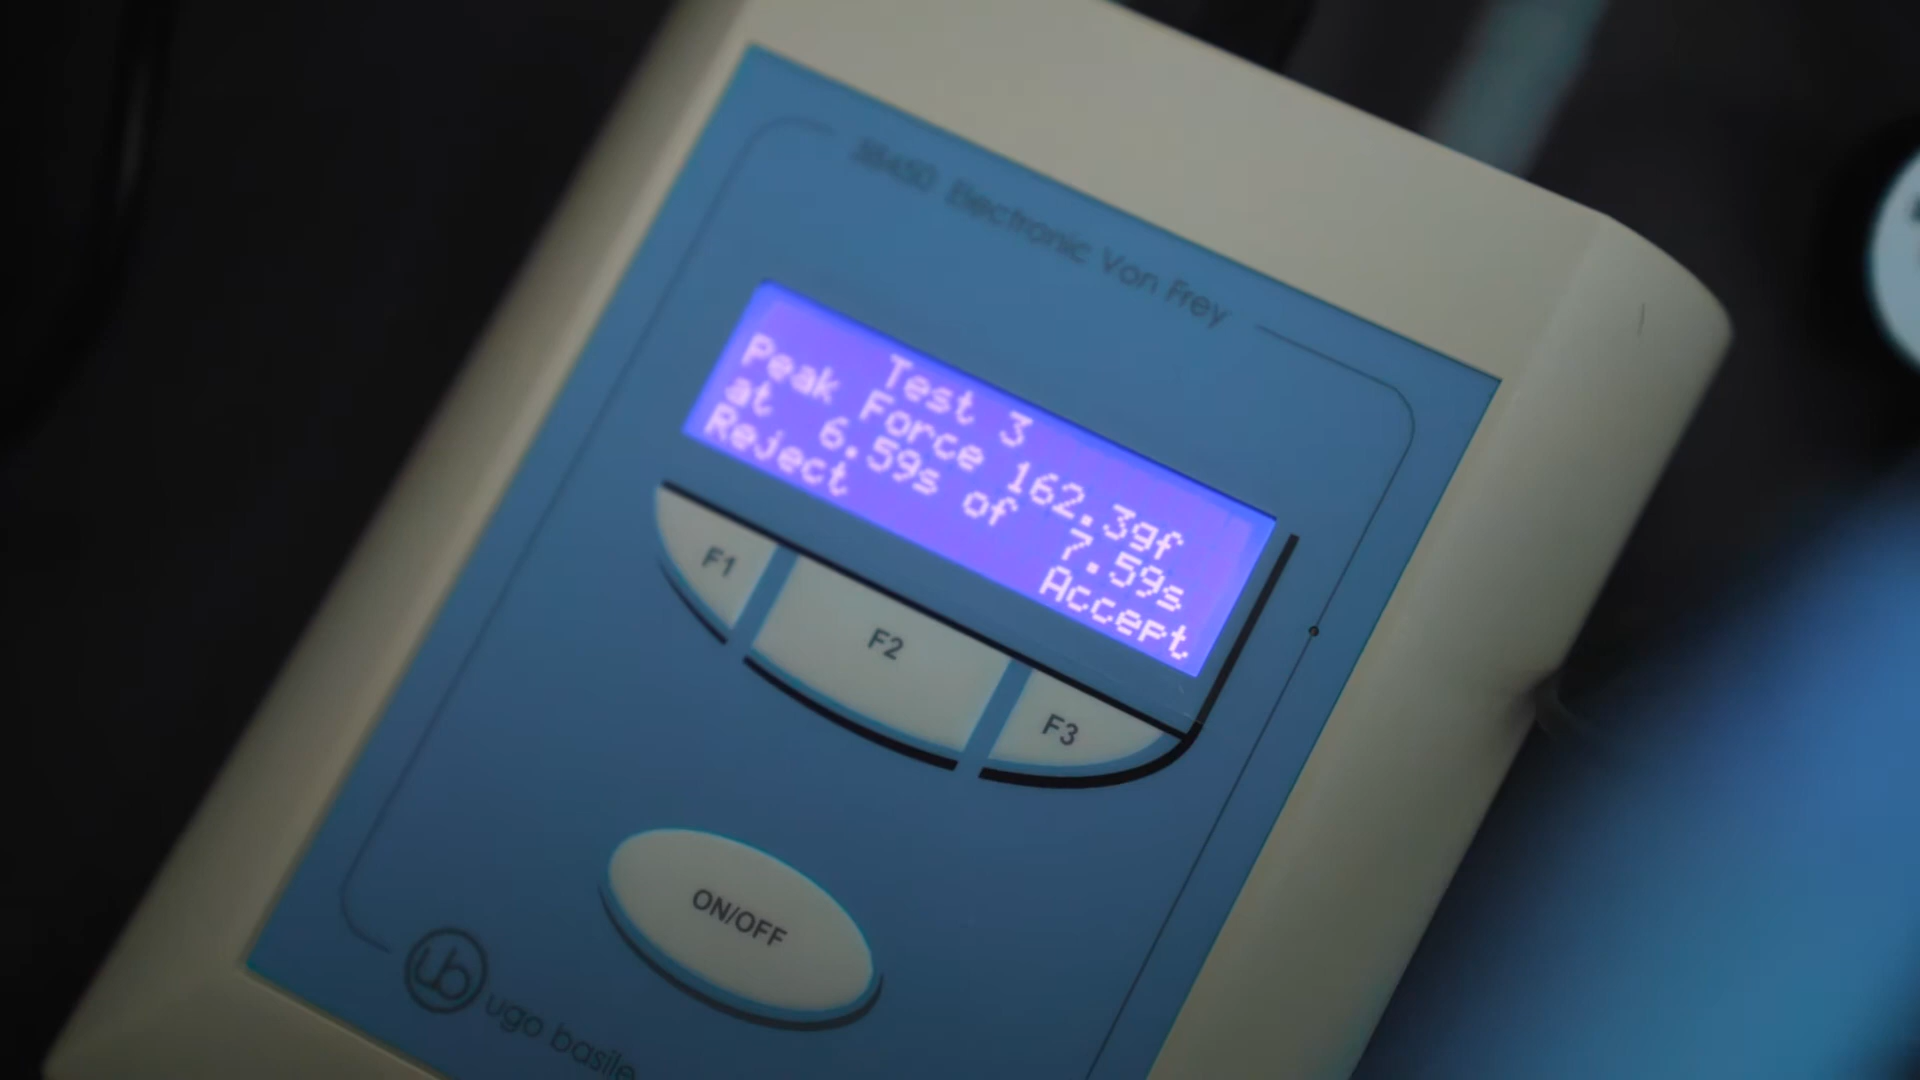 38450 Electronic Von Frey
Test 3
Peak Force 162.3gf
at 6.59s of 7.59s
Reject Accept
F1 F2 F3
ON/OFF
ub ugo basile